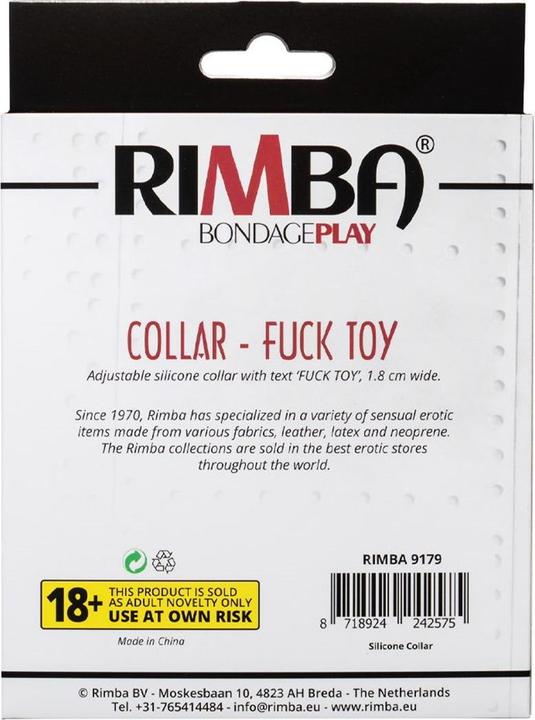 RIMBA®
BONDAGEPLAY
COLLAR - FUCK TOY
Adjustable silicone collar with text ‘FUCK TOY’, 1.8 cm wide.
Since 1970, Rimba has specialized in a variety of sensual erotic
items made from various fabrics, leather, latex and neoprene.
The Rimba collections are sold in the best erotic stores
throughout the world.
RIMBA 9179
18+
THIS PRODUCT IS SOLD
AS ADULT NOVELTY ONLY
USE AT OWN RISK
8 718924 242575
Made in China
Silicone Collar
© Rimba BV - Moskesbaan 10, 4823 AH Breda - The Netherlands
Tel. +31-765414484 - info@rimba.eu - www.rimba.eu